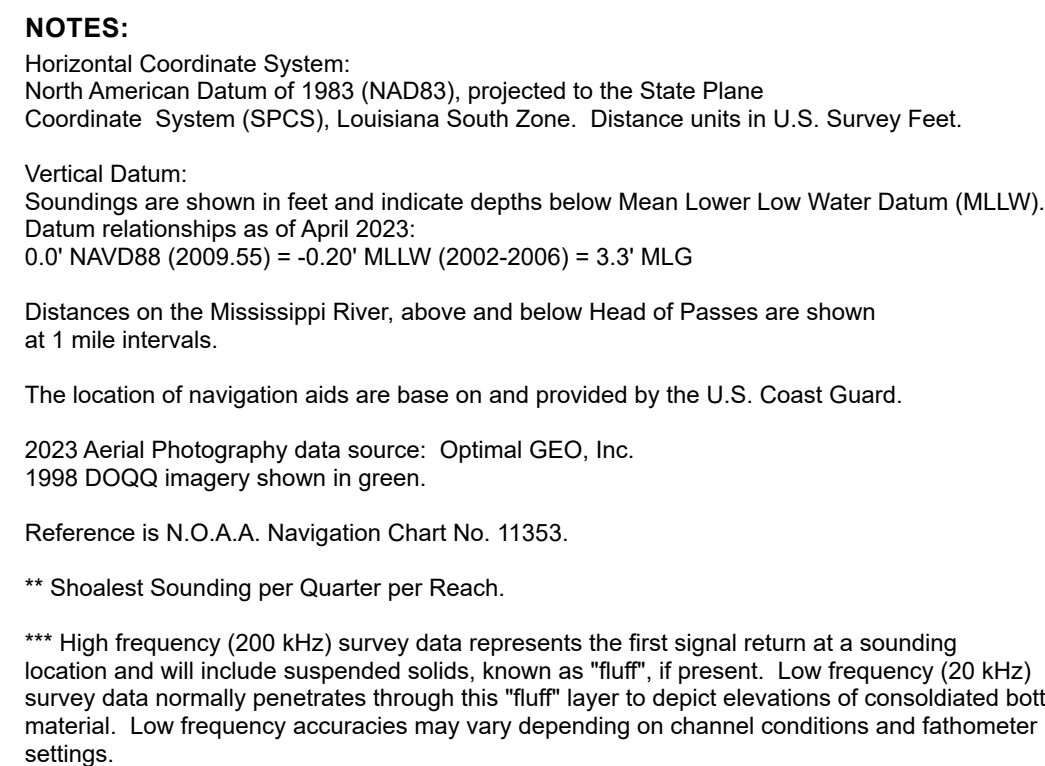 NOTES:
Horizontal Coordinate System:
North American Datum of 1983 (NAD83), projected to the State Plane
Coordinate  System (SPCS), Louisiana South Zone.  Distance units in U.S. Survey Feet.
Vertical Datum:
Soundings are shown in feet and indicate depths below Mean Lower Low Water Datum (MLLW).
Datum relationships as of April 2023:
0.0' NAVD88 (2009.55) = -0.20' MLLW (2002-2006) = 3.3' MLG
Distances on the Mississippi River, above and below Head of Passes are shown
at 1 mile intervals.
The location of navigation aids are base on and provided by the U.S. Coast Guard.
2023 Aerial Photography data source:  Optimal GEO, Inc.
1998 DOQQ imagery shown in green.
Reference is N.O.A.A. Navigation Chart No. 11353.
** Shoalest Sounding per Quarter per Reach.
*** High frequency (200 kHz) survey data represents the first signal return at a sounding
location and will include suspended solids, known as "fluff", if present.  Low frequency (20 kHz)
survey data normally penetrates through this "fluff" layer to depict elevations of consoldiated bott
material.  Low frequency accuracies may vary depending on channel conditions and fathometer
settings.